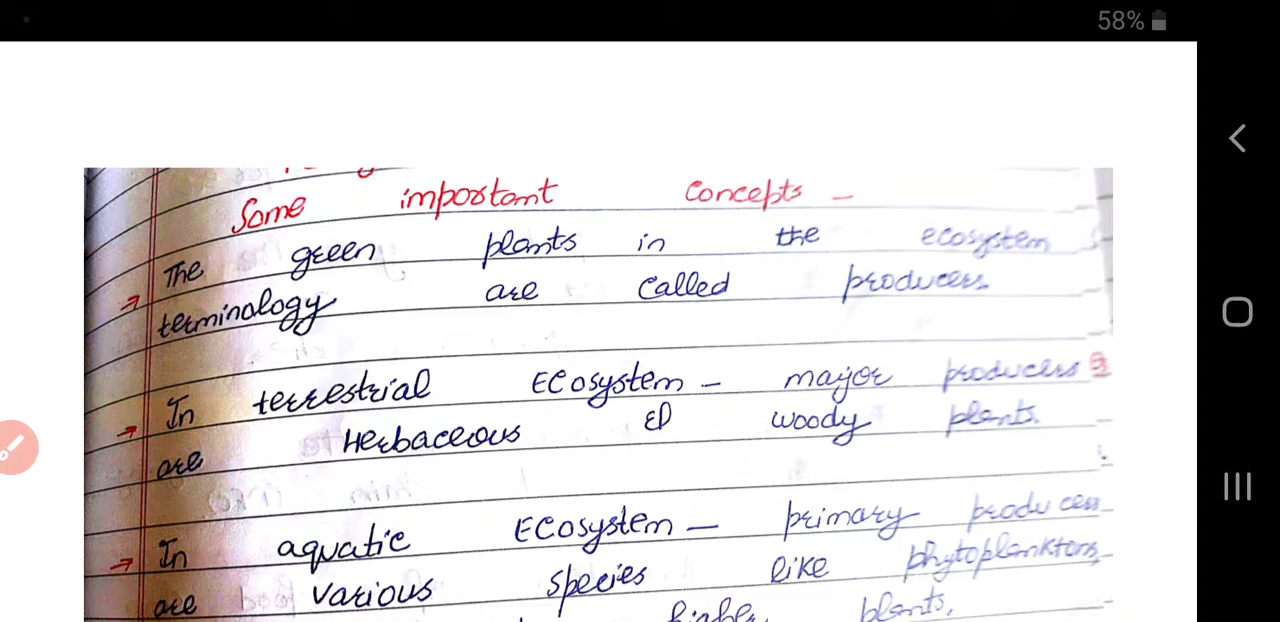 58%
Some important Concepts -
The green plants in the ecosystem
terminology are called producers
In terrestrial Ecosystem - major producers
are Herbaceous & woody plants.
In aquatic Ecosystem - primary producers
are various species like phytoplanktons,
higher plants,